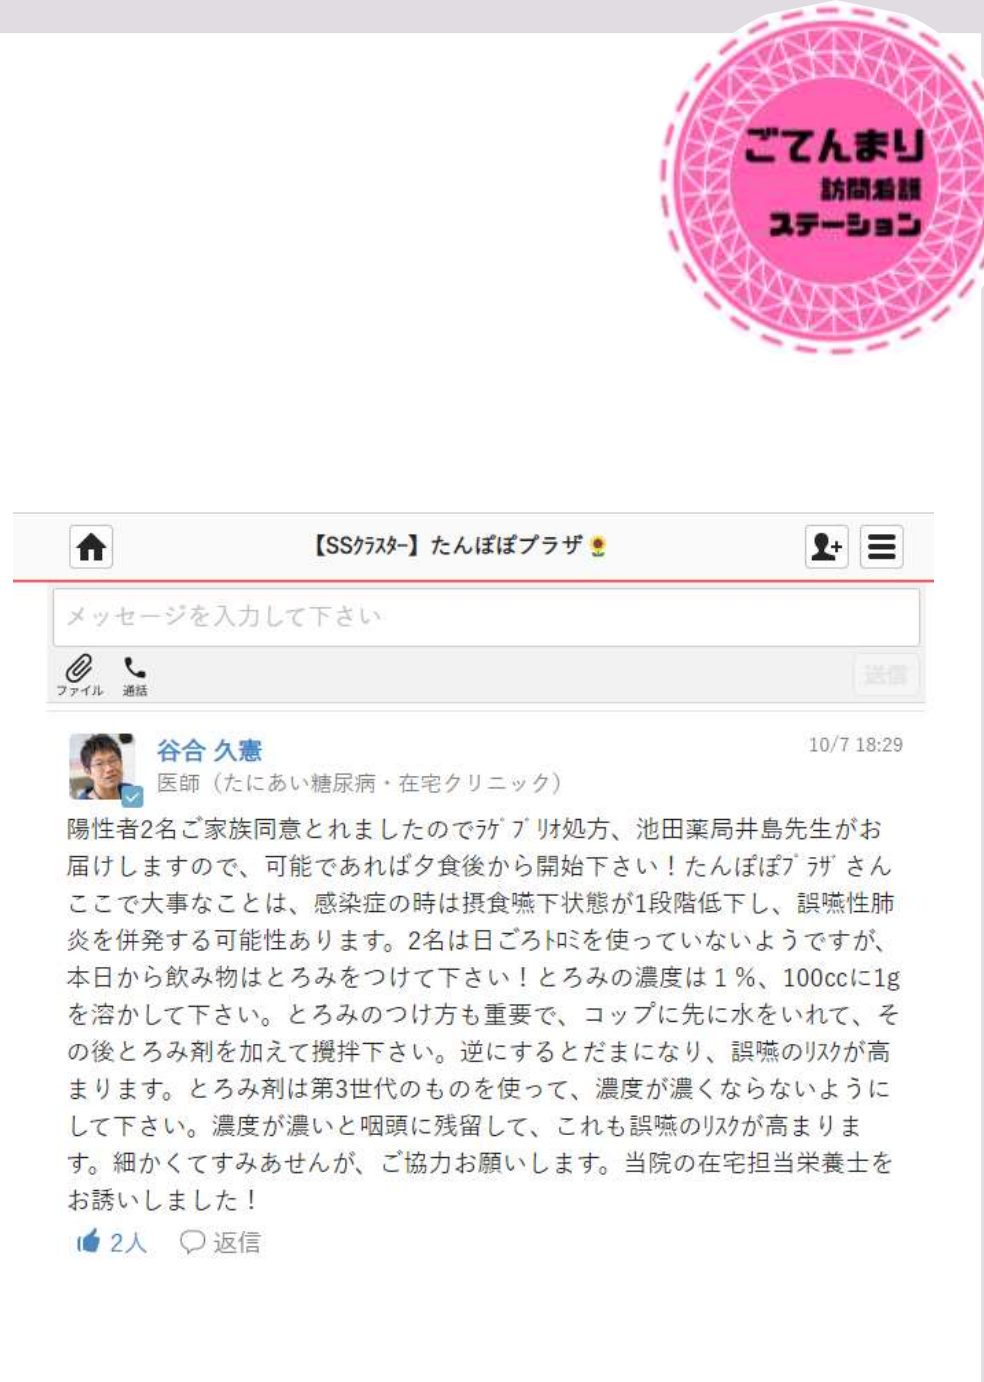 ごてんまり
訪問看護
ステーション
【SSｸﾗｽﾀｰ】たんぽぽプラザ🌻
メッセージを入力して下さい
ファイル 通話 送信
谷合 久憲 10/7 18:29
医師（たにあい糖尿病・在宅クリニック）
陽性者2名ご家族同意とれましたのでﾗｹﾞﾌﾞﾘｵ処方、池田薬局井島先生がお
届けしますので、可能であれば夕食後から開始下さい！たんぽぽﾌﾟﾗｻﾞさん
ここで大事なことは、感染症の時は摂食嚥下状態が1段階低下し、誤嚥性肺
炎を併発する可能性あります。2名は日ごろﾄﾛﾐを使っていないようですが、
本日から飲み物はとろみをつけて下さい！とろみの濃度は１％、100ccに1g
を溶かして下さい。とろみのつけ方も重要で、コップに先に水をいれて、そ
の後とろみ剤を加えて攪拌下さい。逆にするとだまになり、誤嚥のﾘｽｸが高
まります。とろみ剤は第3世代のものを使って、濃度が濃くならないように
して下さい。濃度が濃いと咽頭に残留して、これも誤嚥のﾘｽｸが高まりま
す。細かくてすみあせんが、ご協力お願いします。当院の在宅担当栄養士を
お誘いしました！
2人 返信